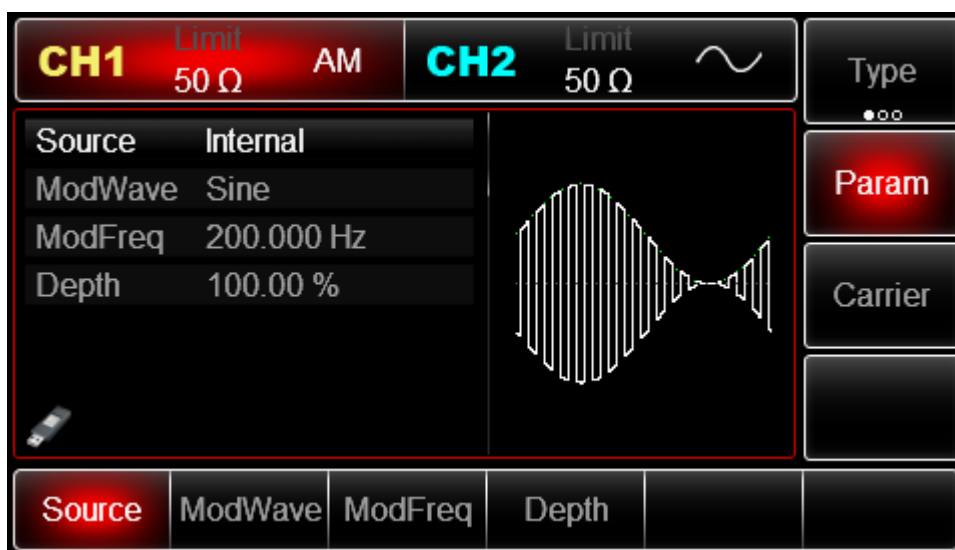 CH1 Limit 50 Ω AM
CH2 Limit 50 Ω
Type
Source Internal
ModWave Sine
ModFreq 200.000 Hz
Depth 100.00 %
Param
Carrier
Source ModWave ModFreq Depth